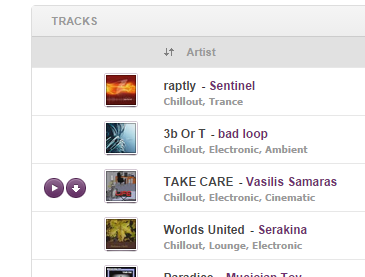 TRACKS
Artist
raptly - Sentinel
Chillout, Trance
3b Or T - bad loop
Chillout, Electronic, Ambient
TAKE CARE - Vasilis Samaras
Chillout, Electronic, Cinematic
Worlds United - Serakina
Chillout, Lounge, Electronic
Paradise - Musician Toy